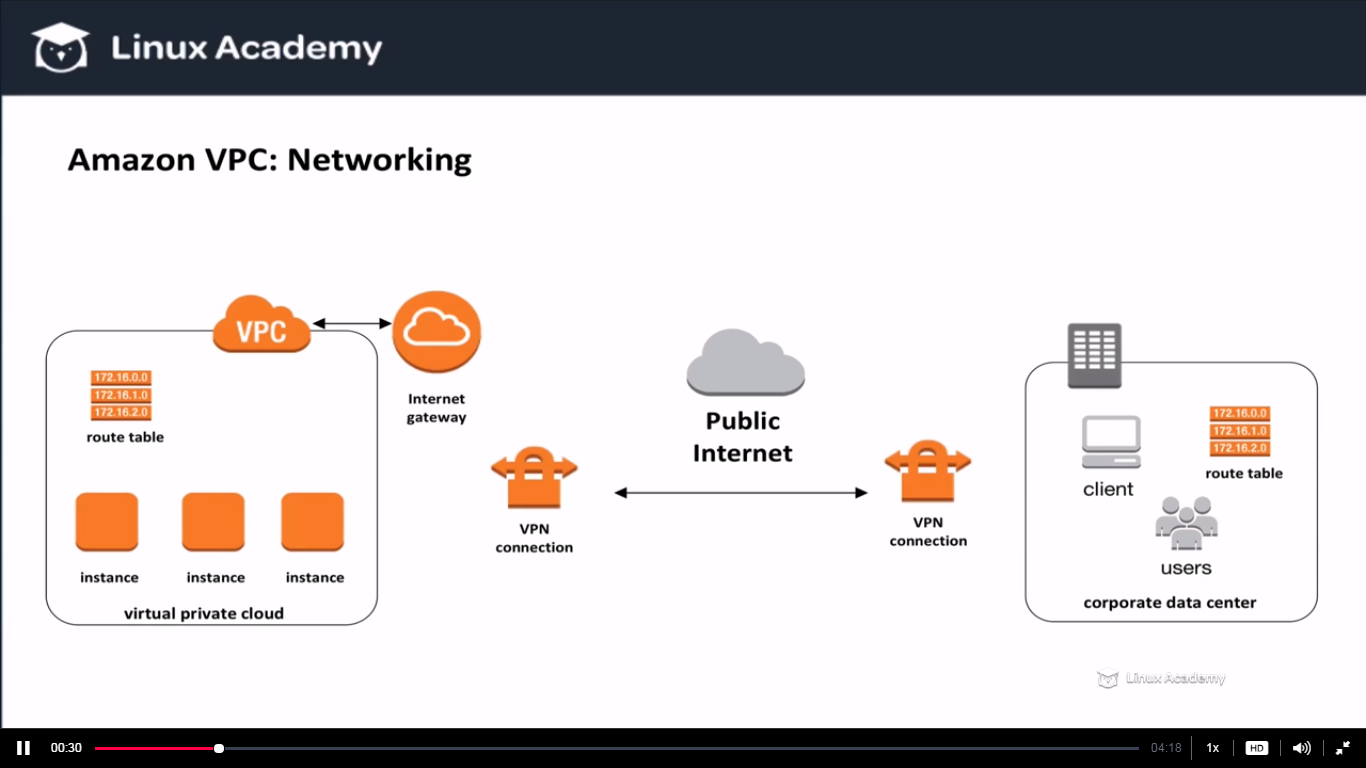 Linux Academy
Amazon VPC: Networking
VPC
172.16.0.0
172.16.1.0
172.16.2.0
route table
instance
instance
instance
virtual private cloud
Internet
gateway
VPN
connection
Public
Internet
VPN
connection
client
172.16.0.0
172.16.1.0
172.16.2.0
route table
users
corporate data center
Linux Academy
00:30
04:18
1x
HD